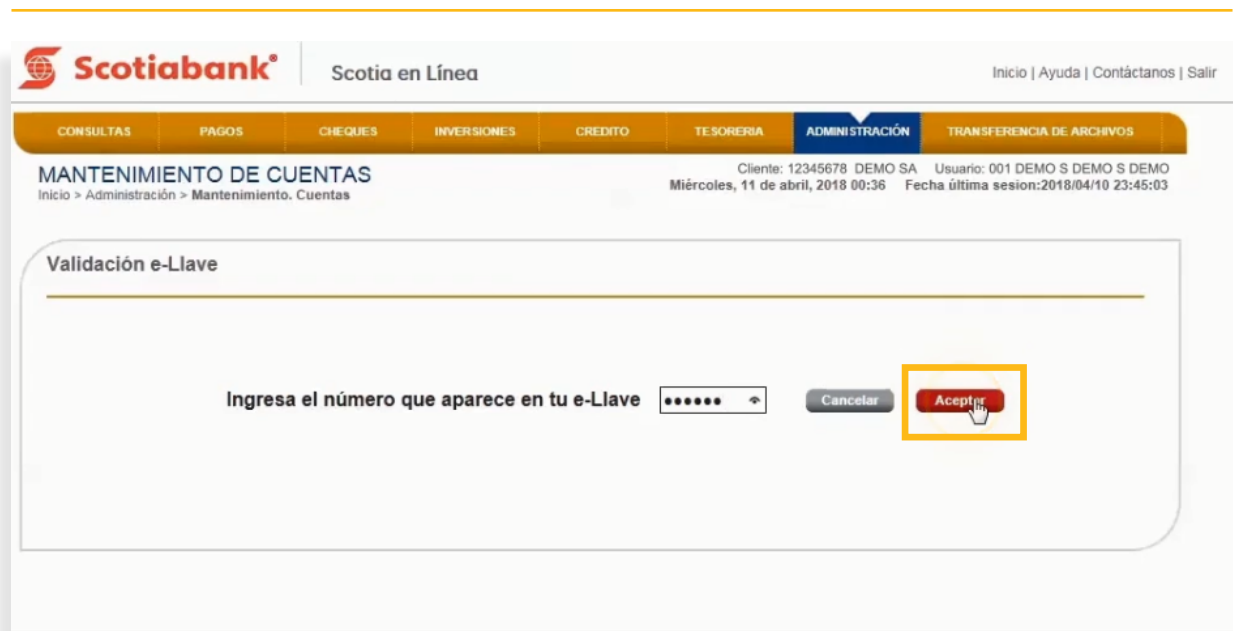 Scotiabank® Scotia en Línea Inicio | Ayuda | Contáctanos | Salir
CONSULTAS PAGOS CHEQUES INVERSIONES CREDITO TESORERIA ADMINISTRACIÓN TRANSFERENCIA DE ARCHIVOS
MANTENIMIENTO DE CUENTAS Cliente: 12345678 DEMO SA Usuario: 001 DEMO S DEMO S DEMO
Inicio > Administración > Mantenimiento. Cuentas Miércoles, 11 de abril, 2018 00:36 Fecha última sesion:2018/04/10 23:45:03
Validación e-Llave
Ingresa el número que aparece en tu e-Llave •••••• Cancelar Aceptar